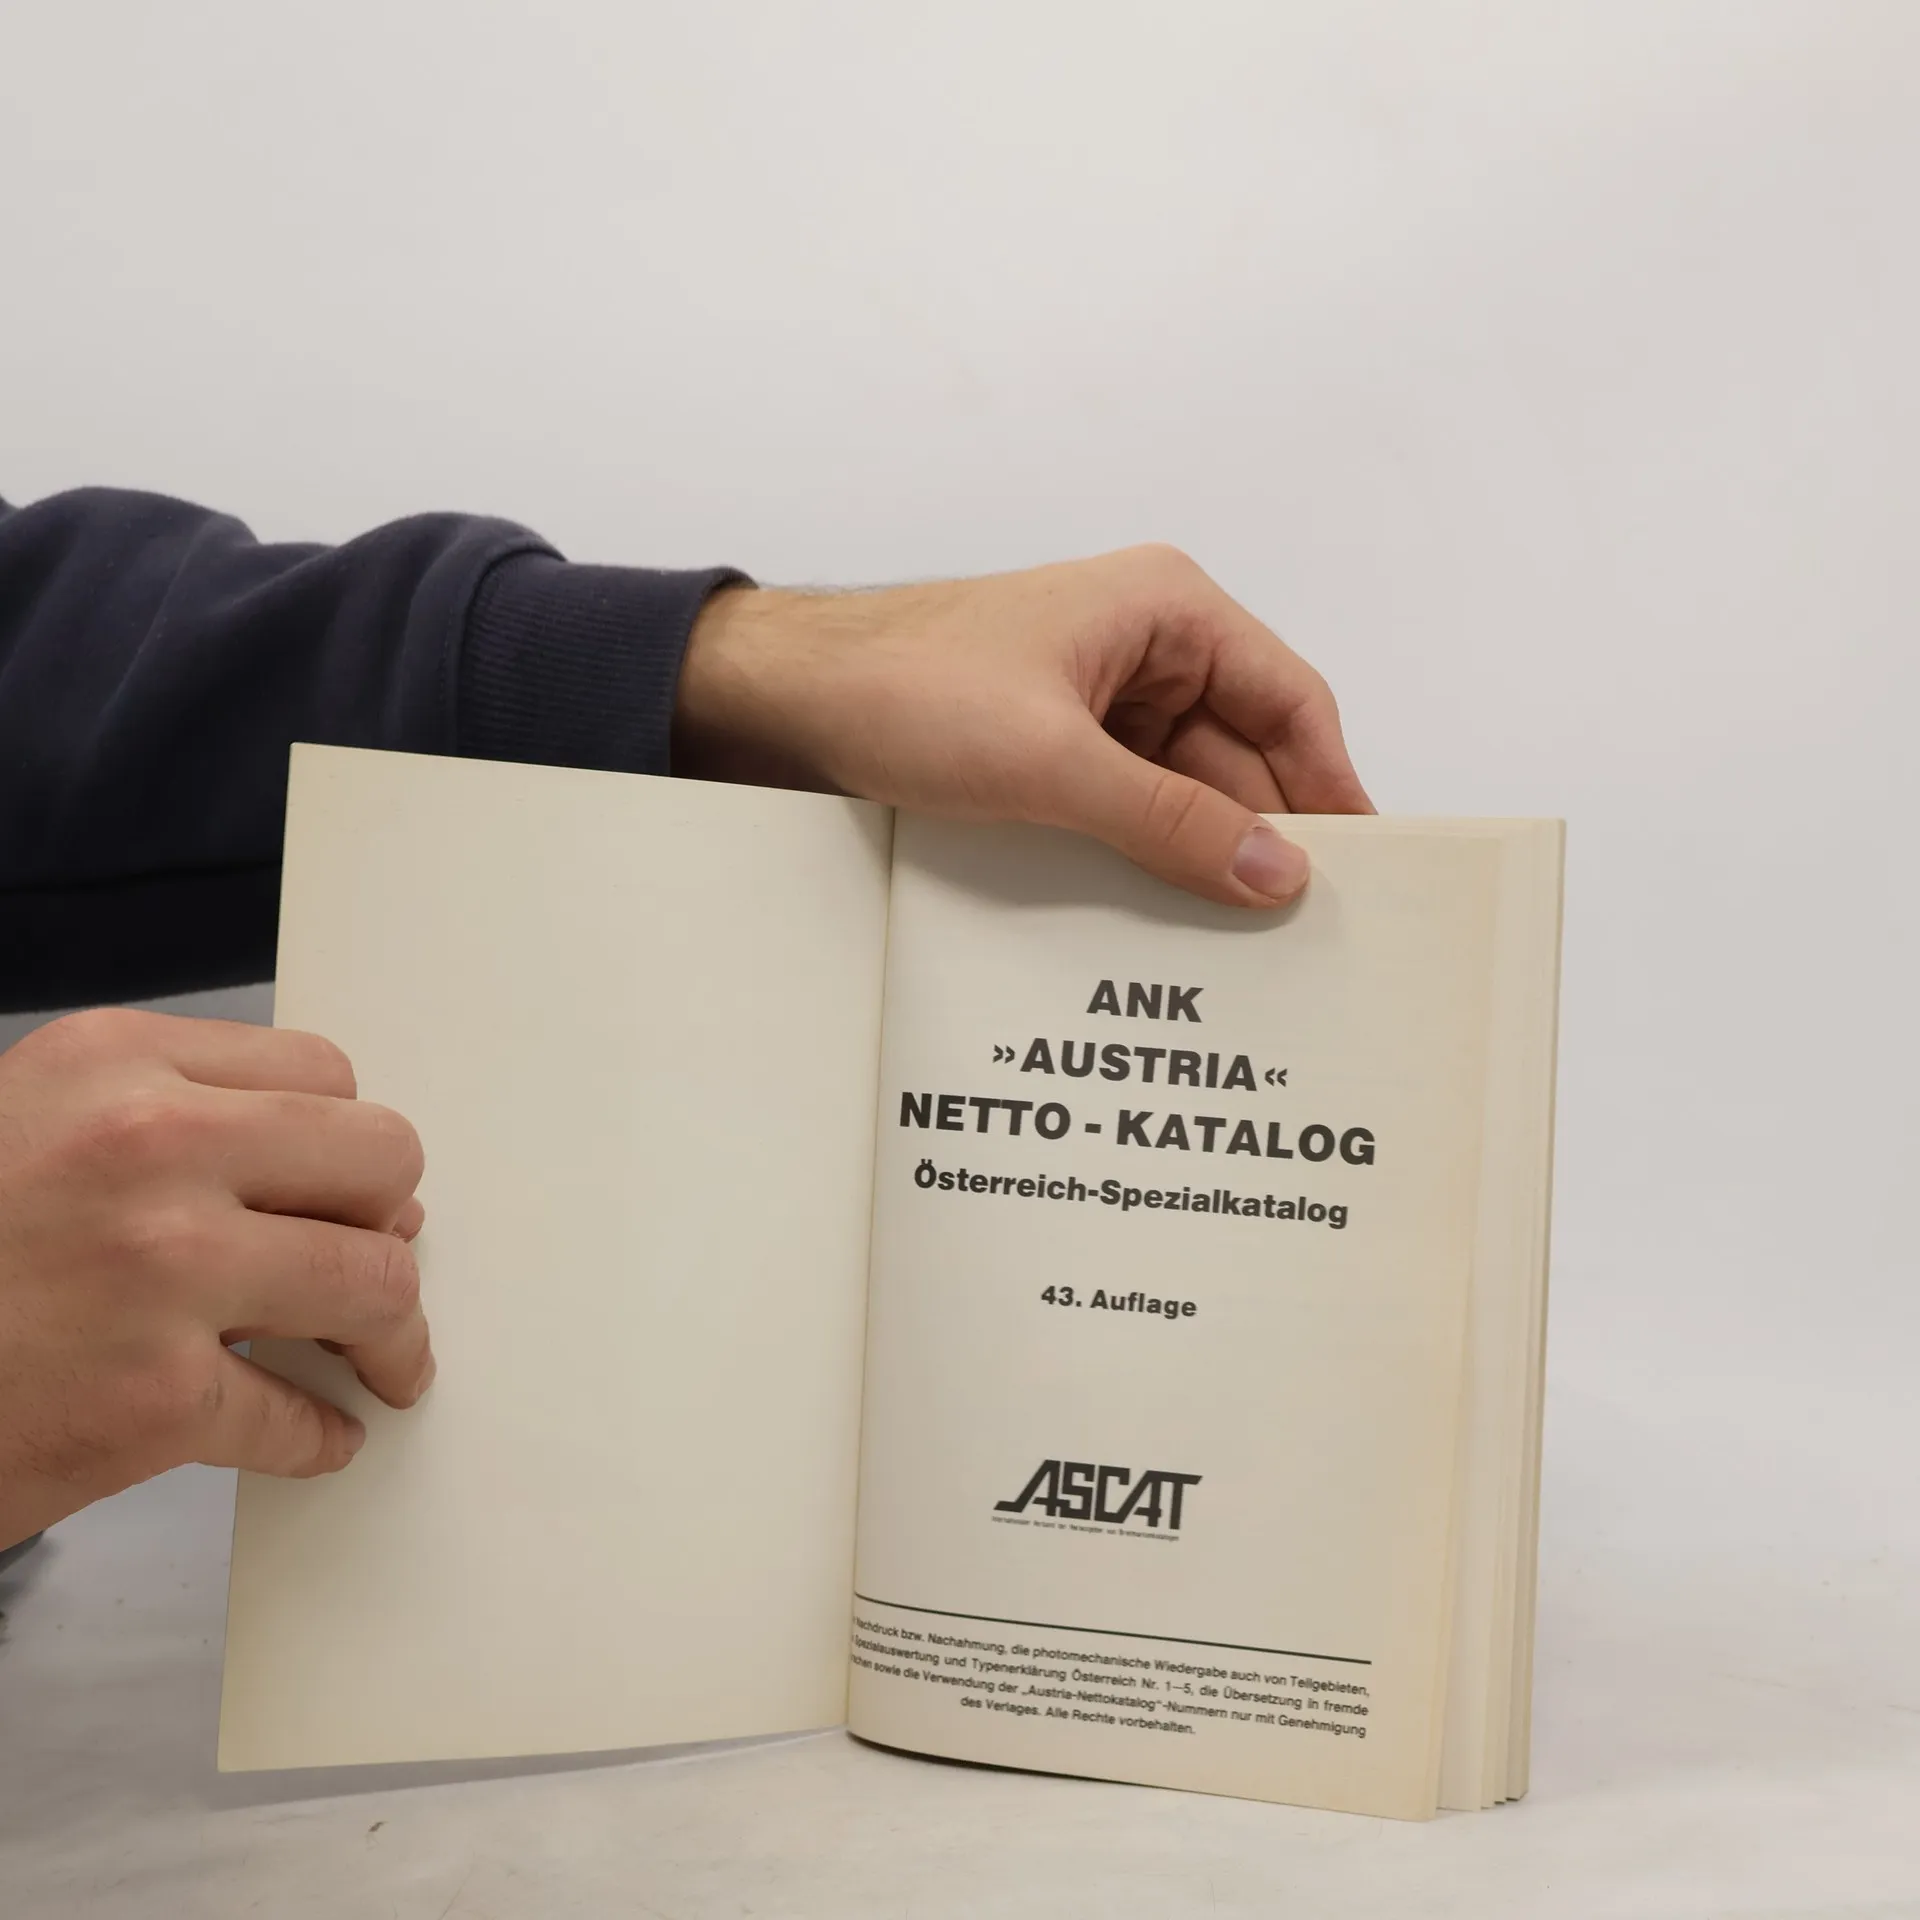 ANK
»AUSTRIA«
NETTO - KATALOG
Österreich-Spezialkatalog
43. Auflage
ASCAT
Nachdruck bzw. Nachahmung, die photomechanische Wiedergabe auch von Teilgebieten,
Spezialauswertung und Typenerklärung Österreich Nr. 1—5, die Übersetzung in fremde
sowie die Verwendung der „Austria-Nettokatalog“-Nummern nur mit Genehmigung
des Verlages. Alle Rechte vorbehalten.